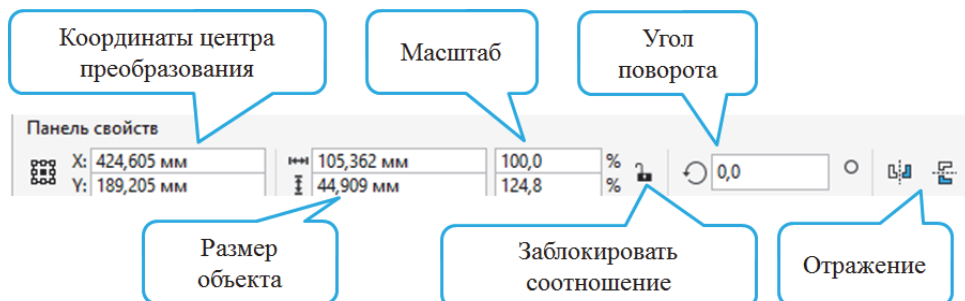 Координаты центра
преобразования
Масштаб
Угол
поворота
Панель свойств
X: 424,605 мм 105,362 мм 100,0 % 0,0 °
Y: 189,205 мм 44,909 мм 124,8 %
Размер
объекта
Заблокировать
соотношение
Отражение